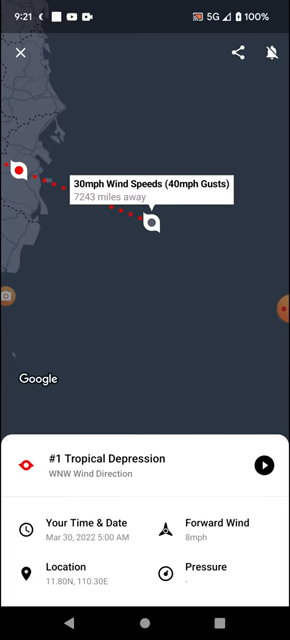 9:21
5G
100%
30mph Wind Speeds (40mph Gusts)
7243 miles away
Google
#1 Tropical Depression
WNW Wind Direction
Your Time & Date
Mar 30, 2022 5:00 AM
Forward Wind
8mph
Location
11.80N, 110.30E
Pressure
-